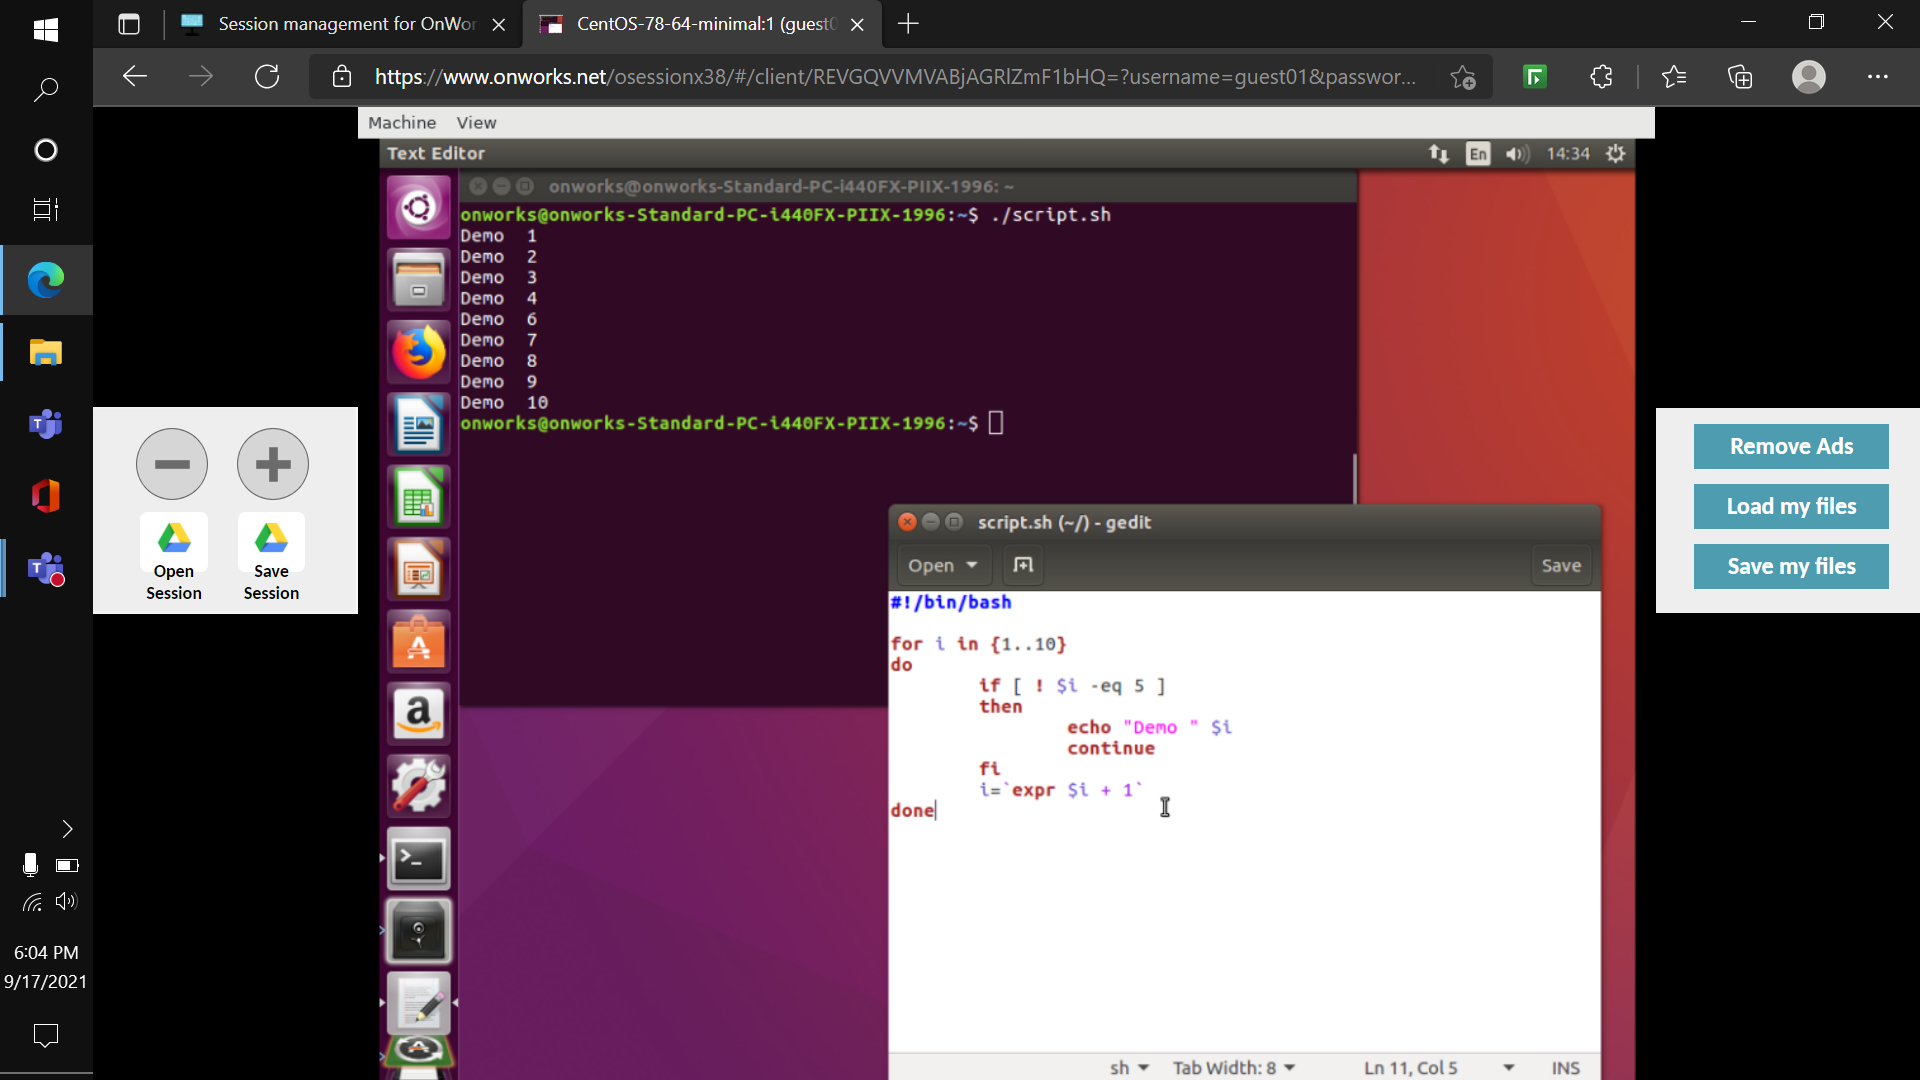 Session management for OnWor
CentOS-78-64-minimal:1 (guest0
https://www.onworks.net/osessionx38/#/client/REVGQVVMVABjAGRlZmF1bHQ=?username=guest01&passwor...
Machine View
Text Editor
En
14:34
onworks@onworks-Standard-PC-i440FX-PIIX-1996: ~
onworks@onworks-Standard-PC-i440FX-PIIX-1996:~$ ./script.sh
Demo  1
Demo  2
Demo  3
Demo  4
Demo  6
Demo  7
Demo  8
Demo  9
Demo  10
onworks@onworks-Standard-PC-i440FX-PIIX-1996:~$
Open
Session
Save
Session
Remove Ads
Load my files
Save my files
script.sh (~/) - gedit
Open
Save
#!/bin/bash
for i in {1..10}
do
if [ ! $i -eq 5 ]
then
echo "Demo " $i
continue
fi
i=`expr $i + 1`
done
sh
Tab Width: 8
Ln 11, Col 5
INS
6:04 PM
9/17/2021